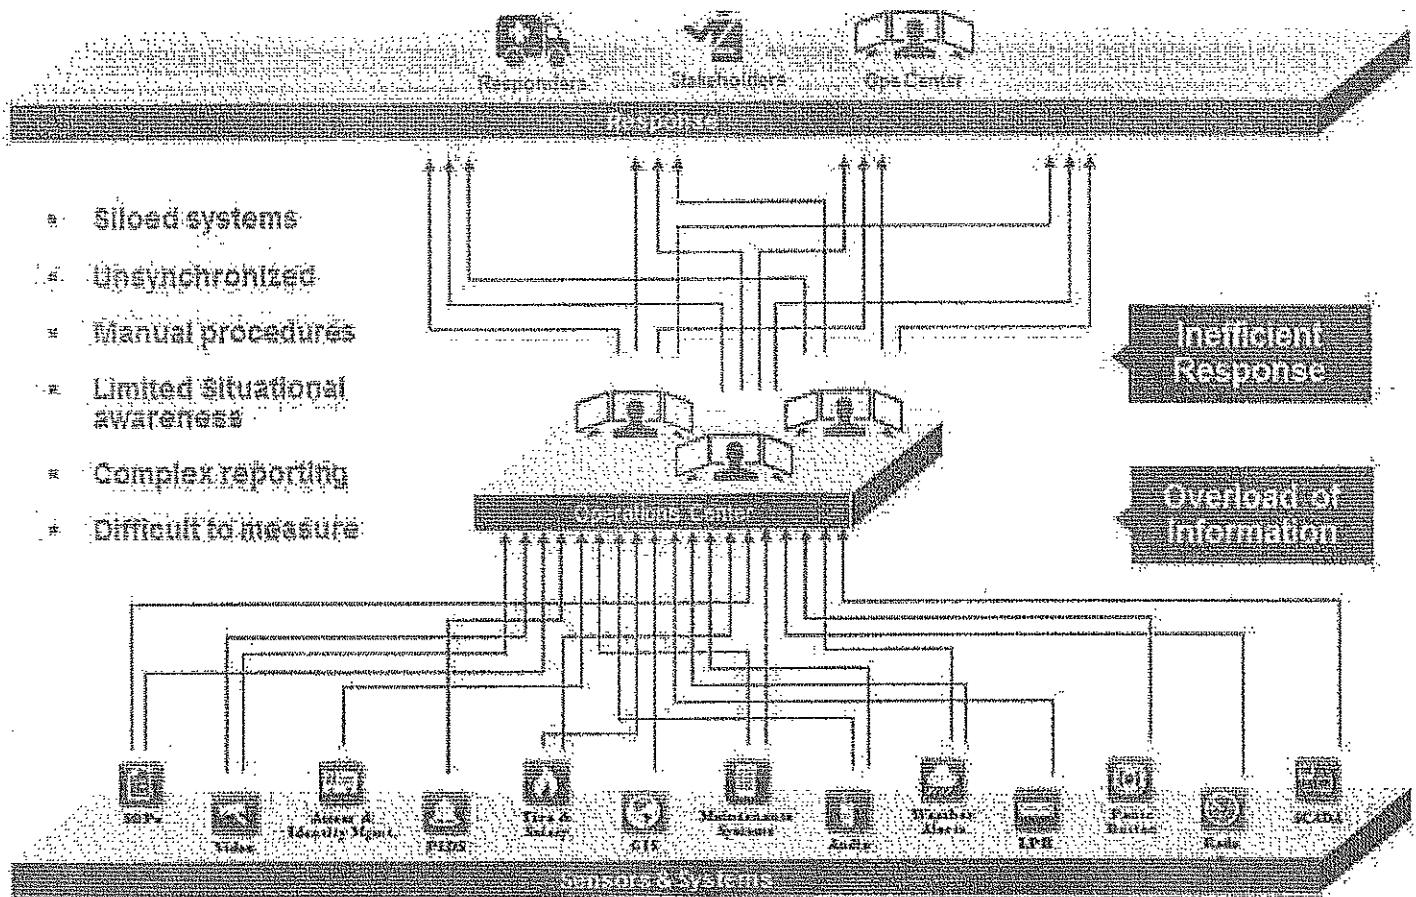 Responders
Stakeholders
Ops Center
Response
Siloed systems
Unsynchronized
Manual procedures
Limited Situational
awareness
Complex reporting
Difficult to measure
Inefficient
Response
Overload of
Information
Operations Center
SOPs
Video
Access &
Identity Mgmt.
PIDS
Fire &
Safety
GIS
Maintenance
Systems
Audio
Weather
Alerts
LPR
Panic
Button
SCADA
Sensors & Systems